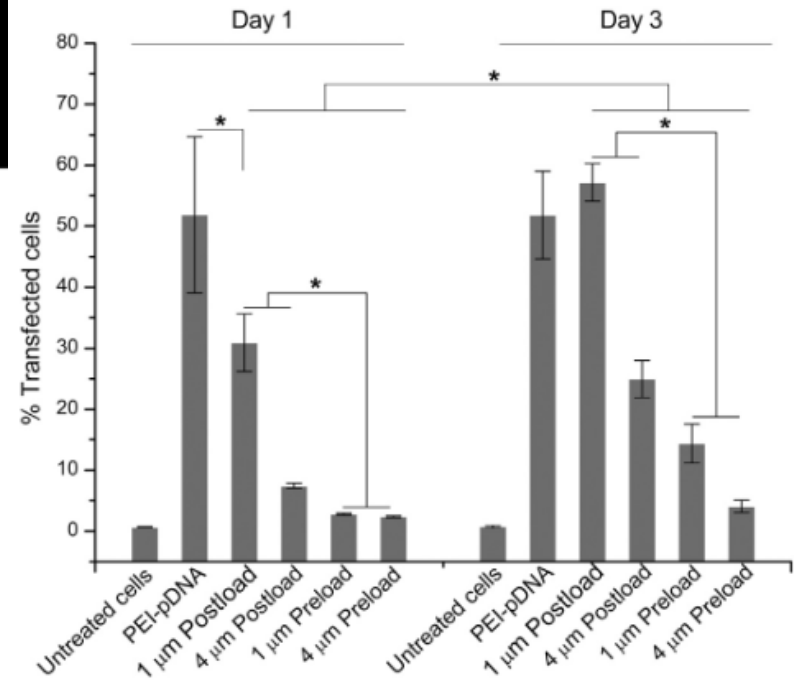 Day 1
Day 3
80
*
70
*
*
60
50
40
*
30
20
10
0
% Transfected cells
Untreated cells
PEI-pDNA
1 μm Postload
4 μm Postload
1 μm Preload
4 μm Preload
Untreated cells
PEI-pDNA
1 μm Postload
4 μm Postload
1 μm Preload
4 μm Preload